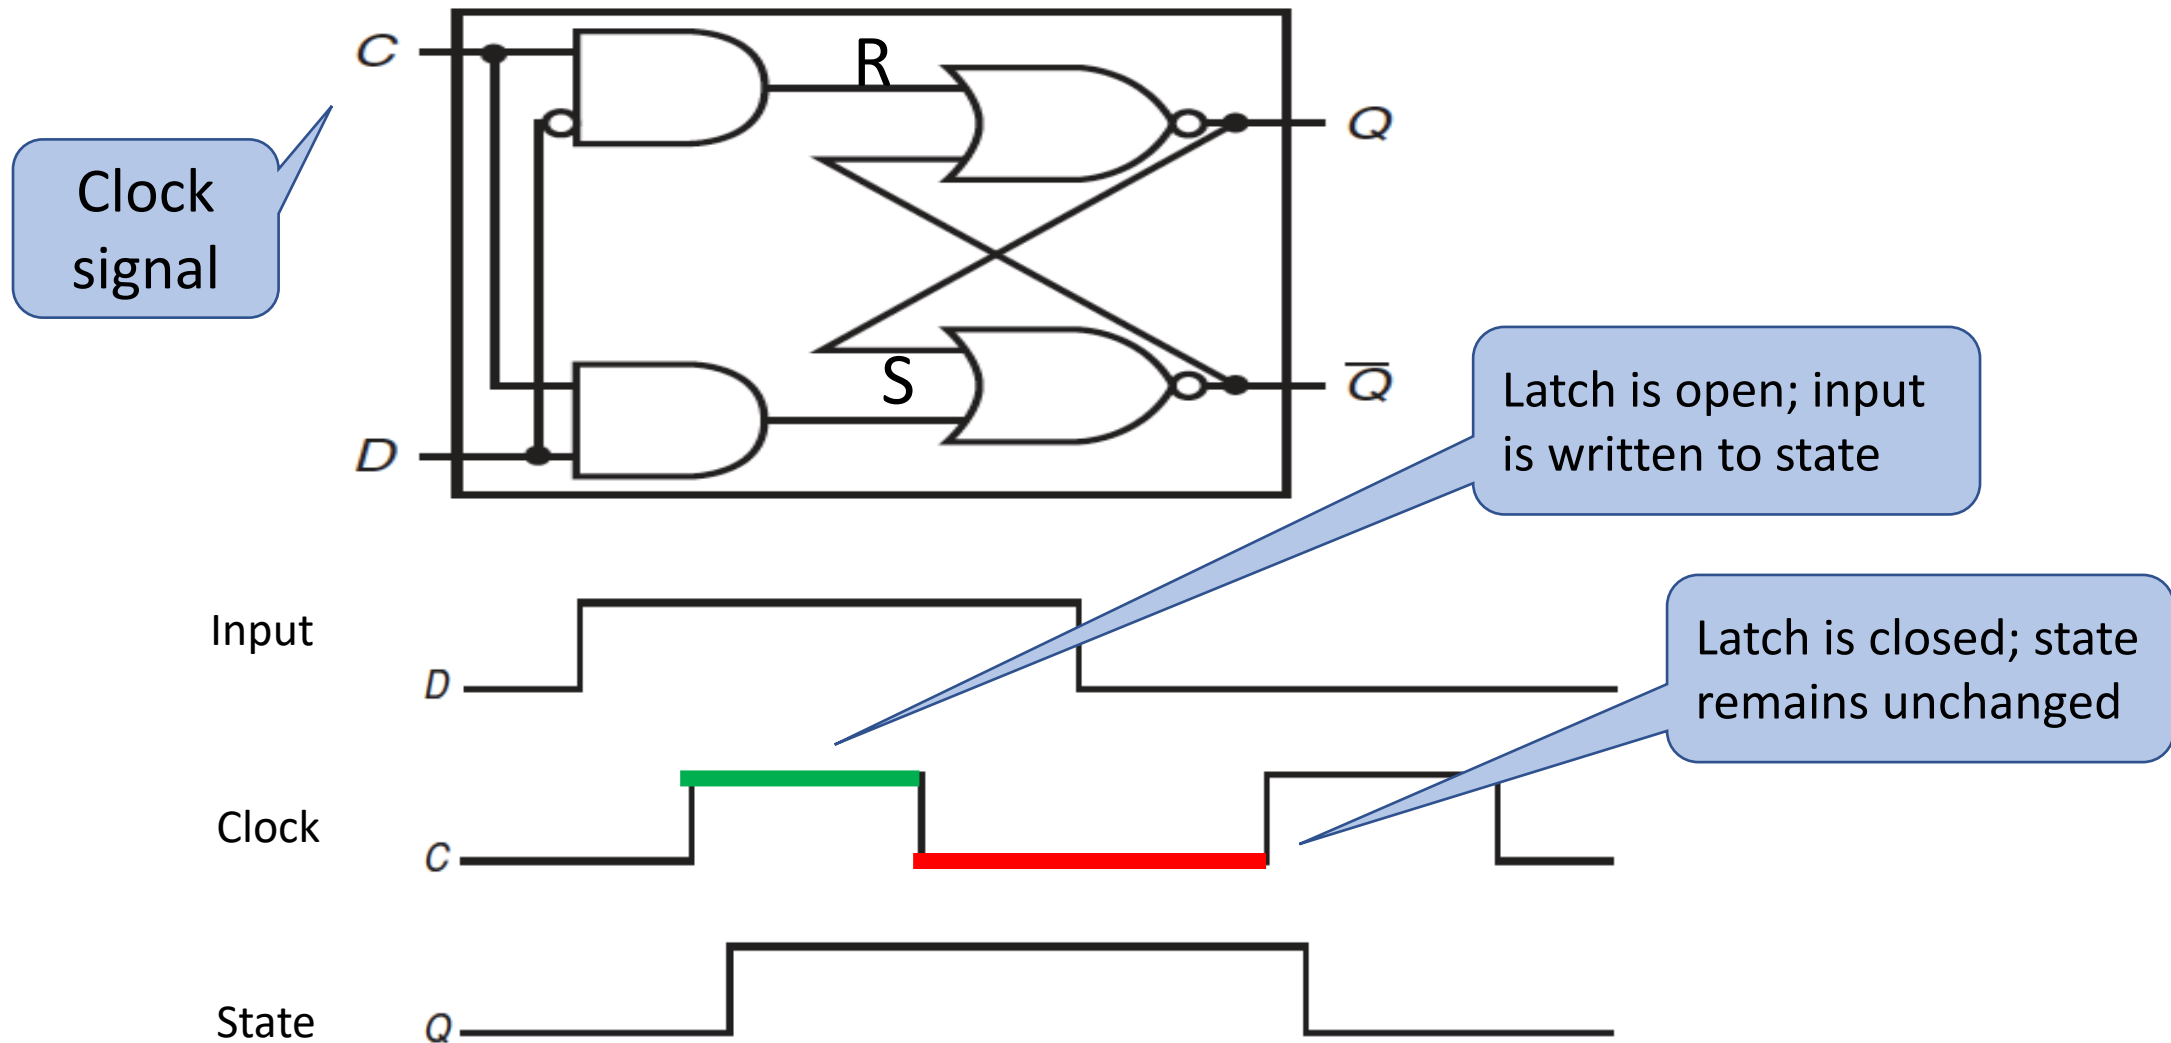 C
R
Q
Clock
signal
S
Q̅
D
Latch is open; input
is written to state
Input
D
Latch is closed; state
remains unchanged
Clock
C
State
Q